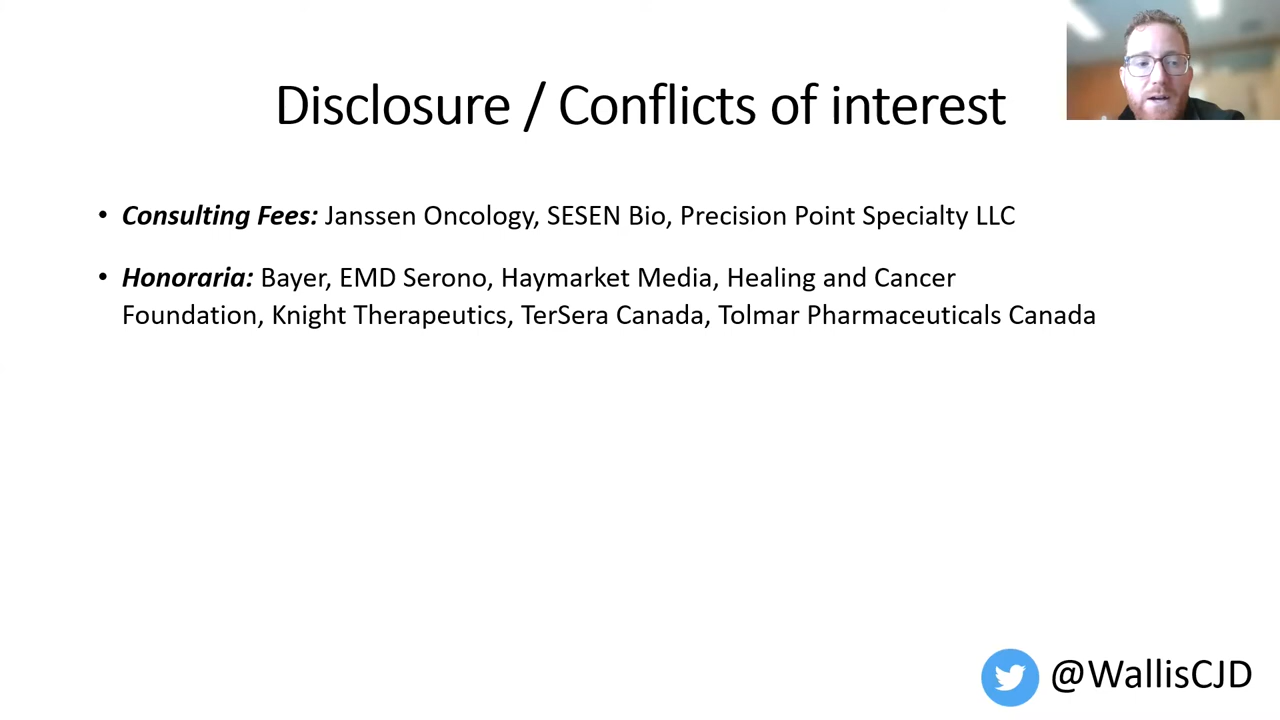 Disclosure / Conflicts of interest
• Consulting Fees: Janssen Oncology, SESEN Bio, Precision Point Specialty LLC
• Honoraria: Bayer, EMD Serono, Haymarket Media, Healing and Cancer
Foundation, Knight Therapeutics, TerSera Canada, Tolmar Pharmaceuticals Canada
@WallisCJD